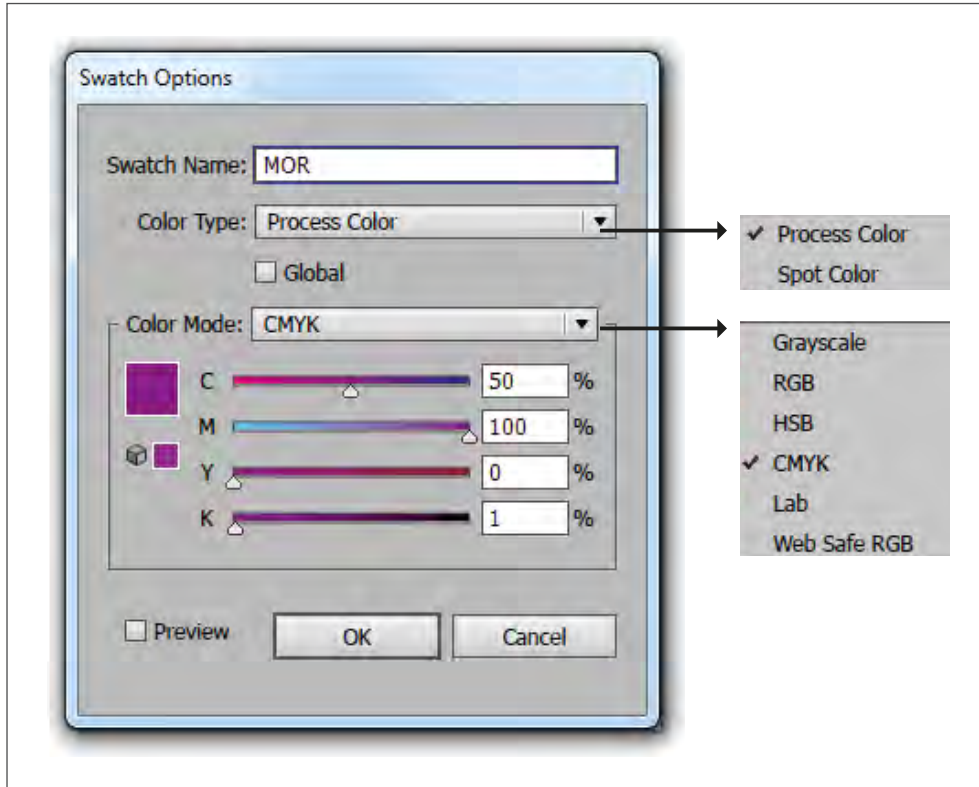 Swatch Options
Swatch Name: MOR
Color Type: Process Color
Global
Color Mode: CMYK
C 50 %
M 100 %
Y 0 %
K 1 %
Preview OK Cancel
Process Color
Spot Color
Grayscale
RGB
HSB
CMYK
Lab
Web Safe RGB